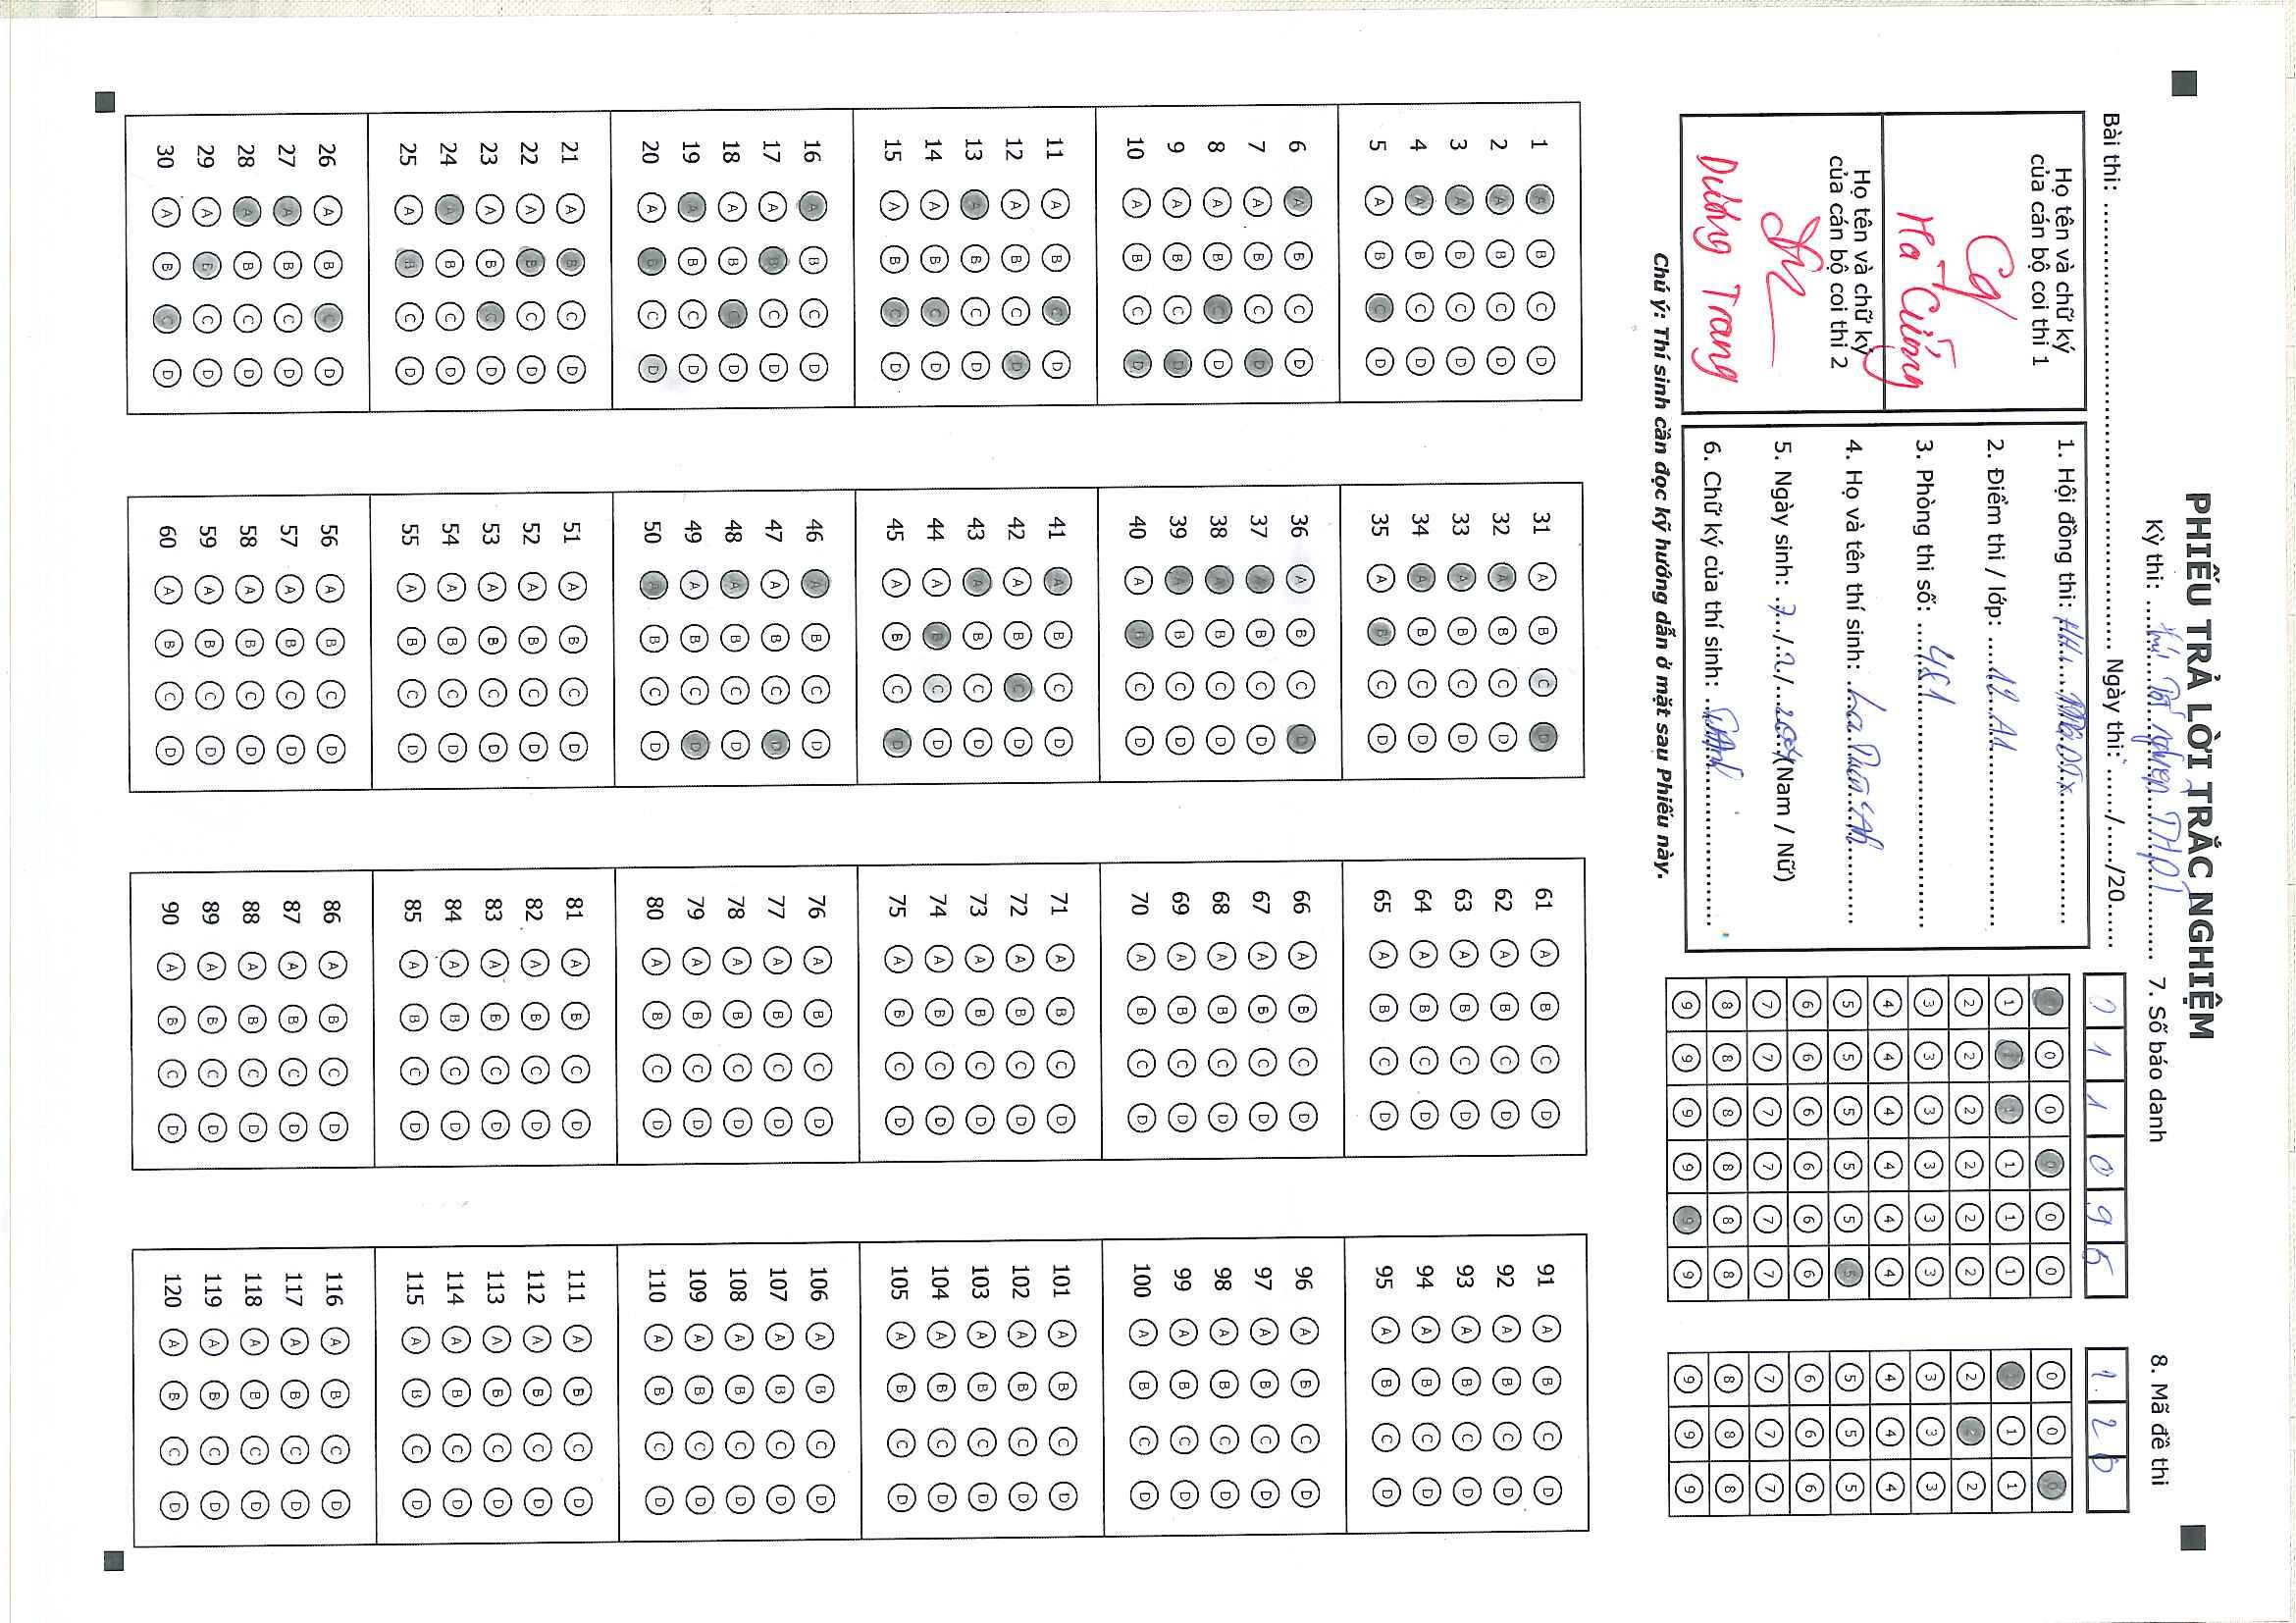 PHIẾU TRẢ LỜI TRẮC NGHIỆM
Kỳ thi: ........ Tốt nghiệp THPT ........
Bài thi: ........ Ngày thi: ...../...../20......
Họ tên và chữ ký
của cán bộ coi thi 1
Hà Cường
Họ tên và chữ ký
của cán bộ coi thi 2
Dương Trang
1. Hội đồng thi:
2. Điểm thi / lớp: ..... 12 A1 .....
3. Phòng thi số: ..... 481 .....
4. Họ và tên thí sinh:
5. Ngày sinh: ..7../..2./...2004 (Nam / Nữ)
6. Chữ ký của thí sinh:
Chú ý: Thí sinh cần đọc kỹ hướng dẫn ở mặt sau Phiếu này.
7. Số báo danh
0 1 1 0 9 5
0 0 0 0 0 0
1 1 1 1 1 1
2 2 2 2 2 2
3 3 3 3 3 3
4 4 4 4 4 4
5 5 5 5 5 5
6 6 6 6 6 6
7 7 7 7 7 7
8 8 8 8 8 8
9 9 9 9 9 9
8. Mã đề thi
1 2 0
0 0 0
1 1 1
2 2 2
3 3 3
4 4 4
5 5 5
6 6 6
7 7 7
8 8 8
9 9 9
1 A B C D
2 A B C D
3 A B C D
4 A B C D
5 A B C D
6 A B C D
7 A B C D
8 A B C D
9 A B C D
10 A B C D
11 A B C D
12 A B C D
13 A B C D
14 A B C D
15 A B C D
16 A B C D
17 A B C D
18 A B C D
19 A B C D
20 A B C D
21 A B C D
22 A B C D
23 A B C D
24 A B C D
25 A B C D
26 A B C D
27 A B C D
28 A B C D
29 A B C D
30 A B C D
31 A B C D
32 A B C D
33 A B C D
34 A B C D
35 A B C D
36 A B C D
37 A B C D
38 A B C D
39 A B C D
40 A B C D
41 A B C D
42 A B C D
43 A B C D
44 A B C D
45 A B C D
46 A B C D
47 A B C D
48 A B C D
49 A B C D
50 A B C D
51 A B C D
52 A B C D
53 A B C D
54 A B C D
55 A B C D
56 A B C D
57 A B C D
58 A B C D
59 A B C D
60 A B C D
61 A B C D
62 A B C D
63 A B C D
64 A B C D
65 A B C D
66 A B C D
67 A B C D
68 A B C D
69 A B C D
70 A B C D
71 A B C D
72 A B C D
73 A B C D
74 A B C D
75 A B C D
76 A B C D
77 A B C D
78 A B C D
79 A B C D
80 A B C D
81 A B C D
82 A B C D
83 A B C D
84 A B C D
85 A B C D
86 A B C D
87 A B C D
88 A B C D
89 A B C D
90 A B C D
91 A B C D
92 A B C D
93 A B C D
94 A B C D
95 A B C D
96 A B C D
97 A B C D
98 A B C D
99 A B C D
100 A B C D
101 A B C D
102 A B C D
103 A B C D
104 A B C D
105 A B C D
106 A B C D
107 A B C D
108 A B C D
109 A B C D
110 A B C D
111 A B C D
112 A B C D
113 A B C D
114 A B C D
115 A B C D
116 A B C D
117 A B C D
118 A B C D
119 A B C D
120 A B C D